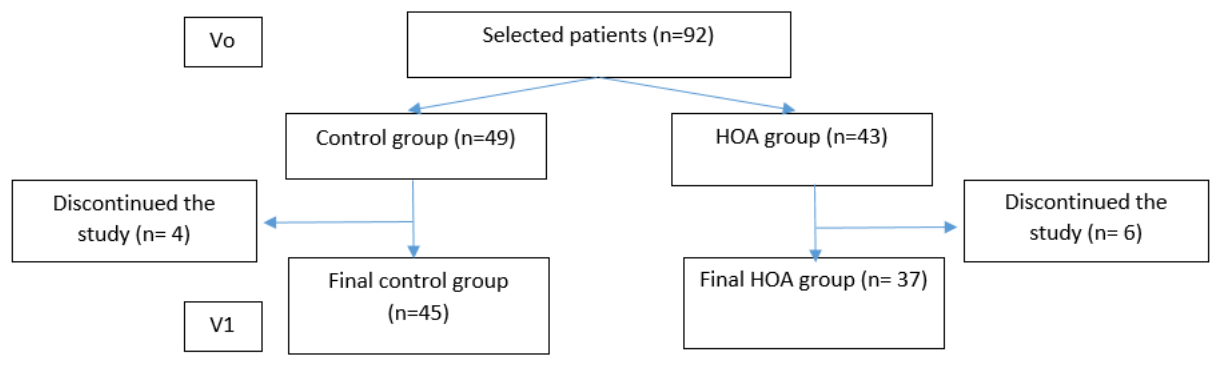 Vo
Selected patients (n=92)
Control group (n=49)
HOA group (n=43)
Discontinued the
study (n= 4)
Discontinued the
study (n= 6)
Final control group
(n=45)
Final HOA group (n= 37)
V1